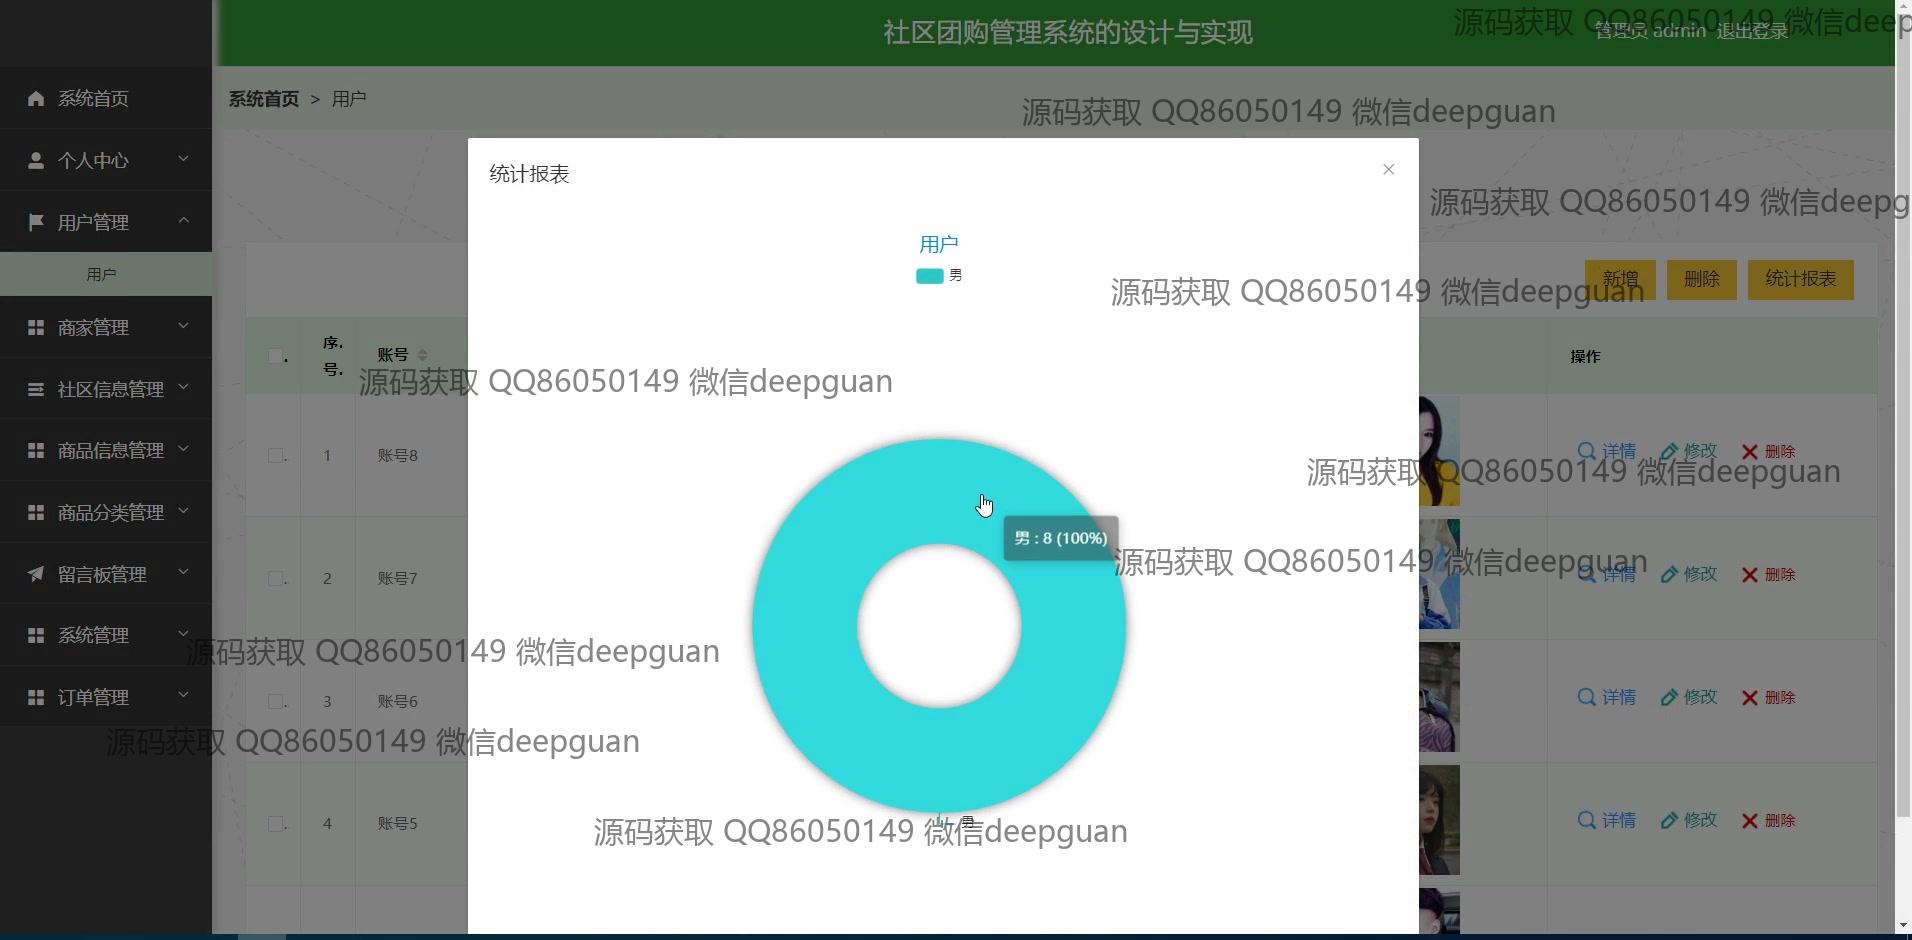 社区团购管理系统的设计与实现
管理员 admin 退出登录
源码获取 QQ86050149 微信deep
系统首页
系统首页 > 用户
源码获取 QQ86050149 微信deepguan
个人中心
统计报表
源码获取 QQ86050149 微信deepg
用户管理
用户
用户
男
新增
删除
统计报表
源码获取 QQ86050149 微信deepguan
商家管理
序.
号.
账号
操作
社区信息管理
源码获取 QQ86050149 微信deepguan
商品信息管理
1
账号8
详情
修改
删除
源码获取 QQ86050149 微信deepguan
商品分类管理
男 : 8 (100%)
源码获取 QQ86050149 微信deepguan
留言板管理
2
账号7
详情
修改
删除
系统管理
源码获取 QQ86050149 微信deepguan
订单管理
3
账号6
详情
修改
删除
源码获取 QQ86050149 微信deepguan
4
账号5
男
详情
修改
删除
源码获取 QQ86050149 微信deepguan